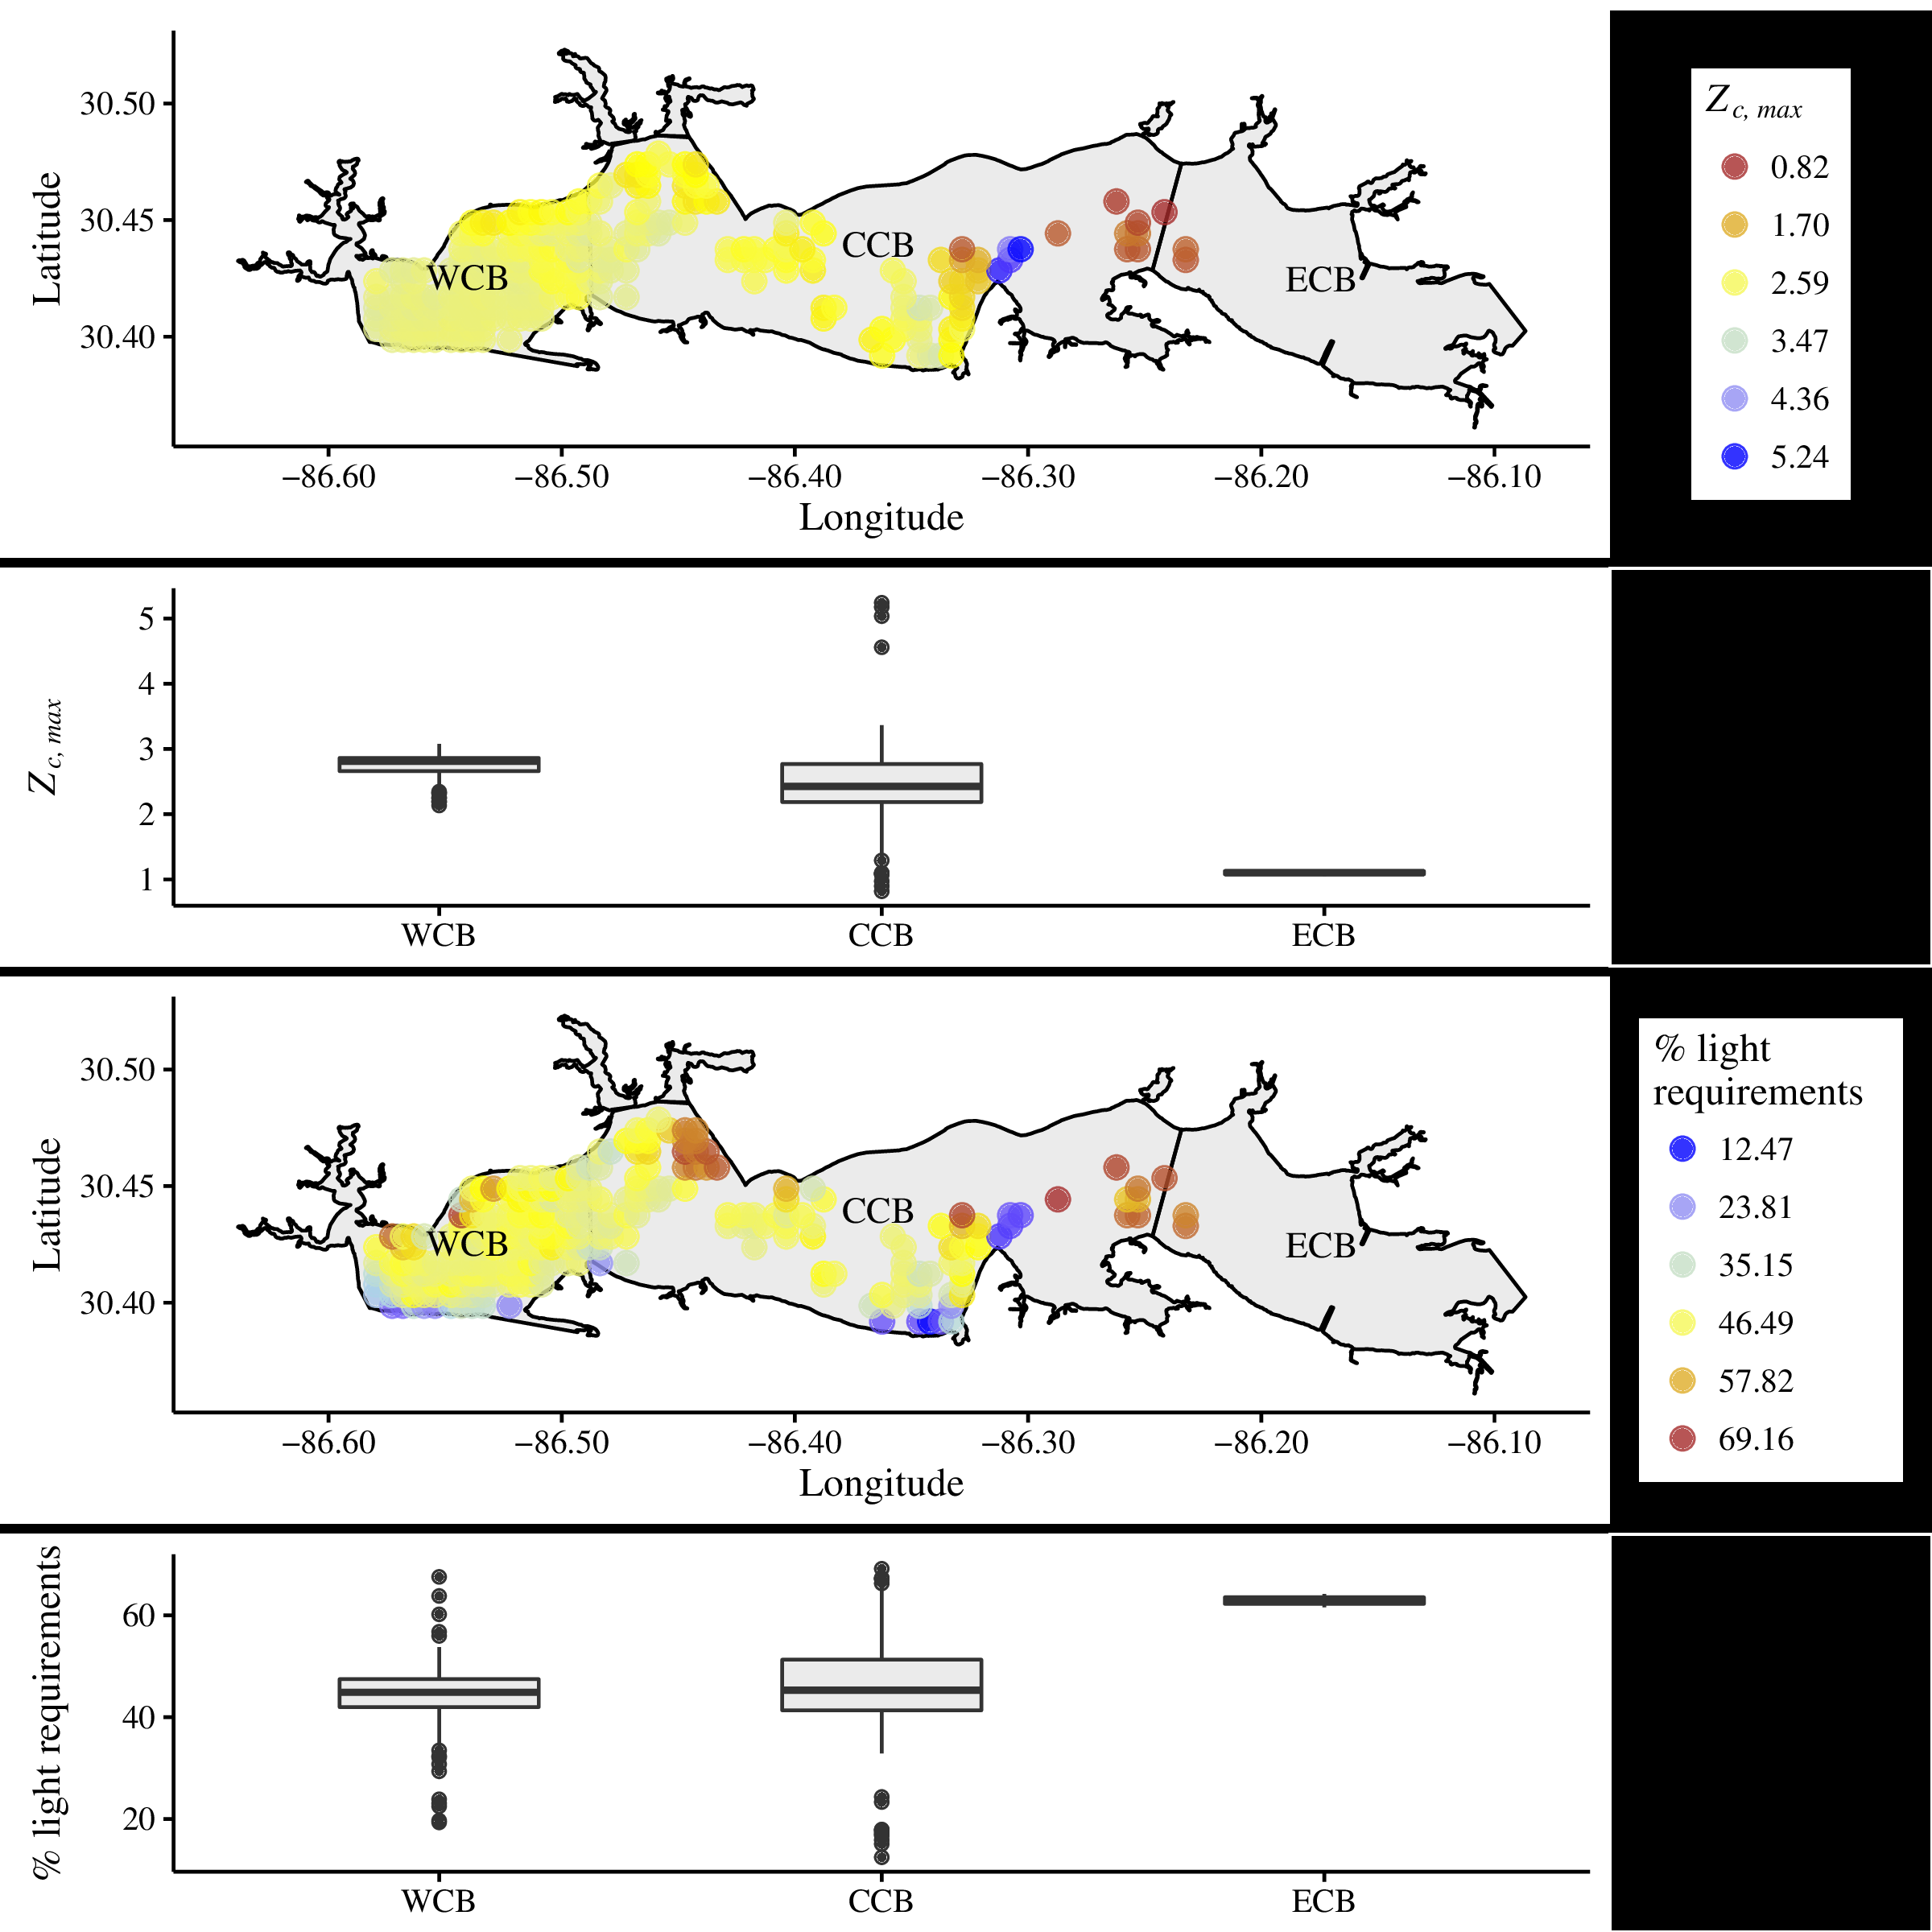 30.50
30.45
30.40
Latitude
WCB
CCB
ECB
−86.60 −86.50 −86.40 −86.30 −86.20 −86.10
Longitude
Z c, max
0.82
1.70
2.59
3.47
4.36
5.24
5
4
3
2
1
Z c, max
WCB CCB ECB
30.50
30.45
30.40
Latitude
WCB
CCB
ECB
−86.60 −86.50 −86.40 −86.30 −86.20 −86.10
Longitude
% light
requirements
12.47
23.81
35.15
46.49
57.82
69.16
60
40
20
% light requirements
WCB CCB ECB